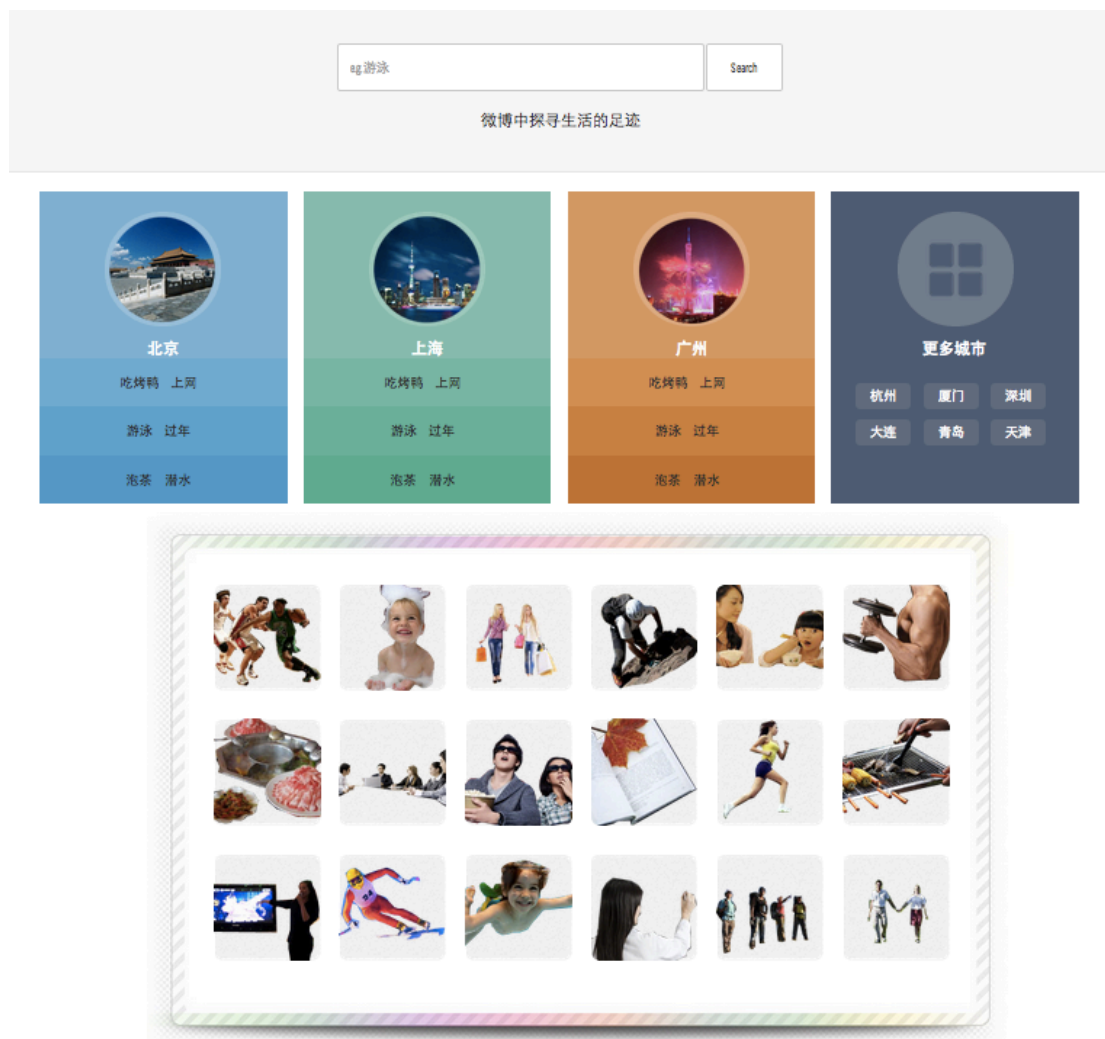 eg.游泳
Search
微博中探寻生活的足迹
北京
吃烤鸭 上网
游泳 过年
泡茶 潜水
上海
吃烤鸭 上网
游泳 过年
泡茶 潜水
广州
吃烤鸭 上网
游泳 过年
泡茶 潜水
更多城市
杭州 厦门 深圳
大连 青岛 天津
24